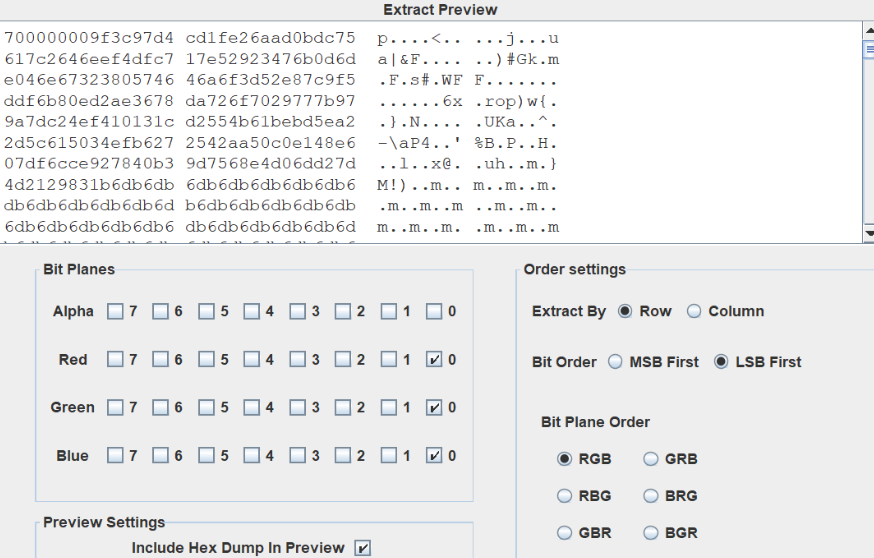 Extract Preview
700000009f3c97d4 cd1fe26aad0bdc75 p....<.. ...j...u
617c2646eef4dfc7 17e52923476b0d6d a|&F.... ..)#Gk.m
e046e67323805746 46a6f3d52e87c9f5 .F.s#.WF F.......
ddf6b80ed2ae3678 da726f7029777b97 ......6x .rop)w{.
9a7dc24ef410131c d2554b61bebd5ea2 .}.N.... .UKa..^.
2d5c615034efb627 2542aa50c0e148e6 -\aP4..' %B.P..H.
07df6cce927840b3 9d7568e4d06dd27d ..l..x@. .uh..m.}
4d2129831b6db6db 6db6db6db6db6db6 M!)..m.. m..m..m.
db6db6db6db6db6d b6db6db6db6db6db .m..m..m ..m..m..
6db6db6db6db6db6 db6db6db6db6db6d m..m..m. .m..m..m
Bit Planes
Alpha 7 6 5 4 3 2 1 0
Red 7 6 5 4 3 2 1 0
Green 7 6 5 4 3 2 1 0
Blue 7 6 5 4 3 2 1 0
Preview Settings
Include Hex Dump In Preview
Order settings
Extract By Row Column
Bit Order MSB First LSB First
Bit Plane Order
RGB GRB
RBG BRG
GBR BGR